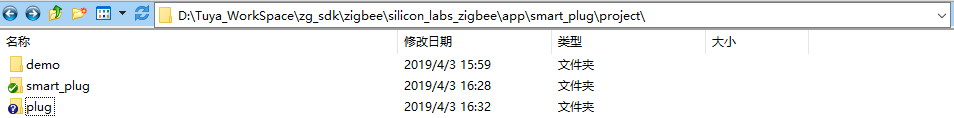 D:\Tuya_WorkSpace\zg_sdk\zigbee\silicon_labs_zigbee\app\smart_plug\project\
名称 修改日期 类型 大小
demo 2019/4/3 15:59 文件夹
smart_plug 2019/4/3 16:28 文件夹
plug 2019/4/3 16:32 文件夹